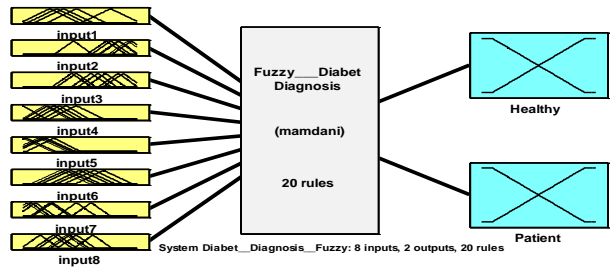 input1
input2
input3
input4
input5
input6
input7
input8
Fuzzy___Diabet
Diagnosis
(mamdani)
20 rules
Healthy
Patient
System Diabet__Diagnosis__Fuzzy: 8 inputs, 2 outputs, 20 rules